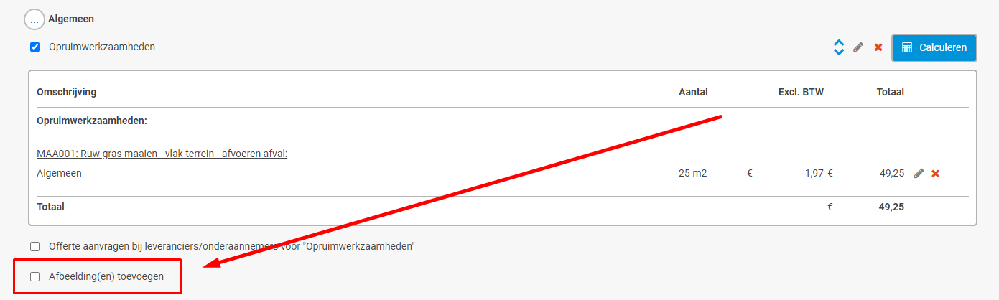 ... Algemeen
Opruimwerkzaamheden Calculeren
Omschrijving Aantal Excl. BTW Totaal
Opruimwerkzaamheden:
MAA001: Ruw gras maaien - vlak terrein - afvoeren afval:
Algemeen 25 m2 € 1,97 € 49,25
Totaal € 49,25
Offerte aanvragen bij leveranciers/onderaannemers voor "Opruimwerkzaamheden"
Afbeelding(en) toevoegen